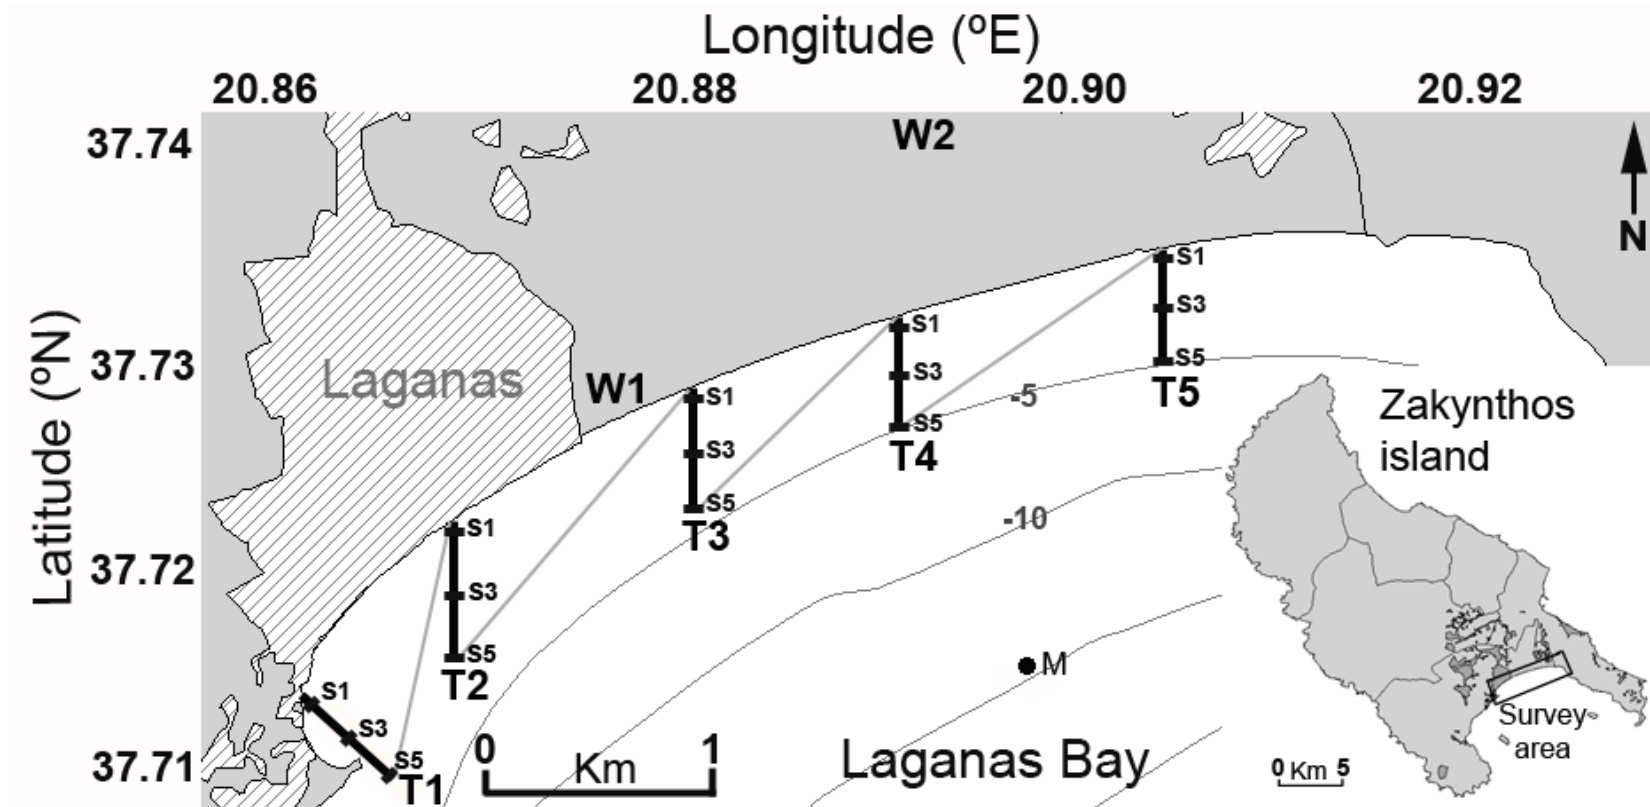 Longitude (ºE)
20.86 20.88 20.90 20.92
Latitude (ºN)
37.74
37.73
37.72
37.71
W2
N
Laganas
W1
S1
S3
S5
T5
S1
S3
S5
T4
S1
S3
S5
T3
S1
S3
S5
T2
S1
S3
S5
T1
-5
-10
M
0 1
Km
Laganas Bay
Zakynthos
island
Survey
area
0 Km 5